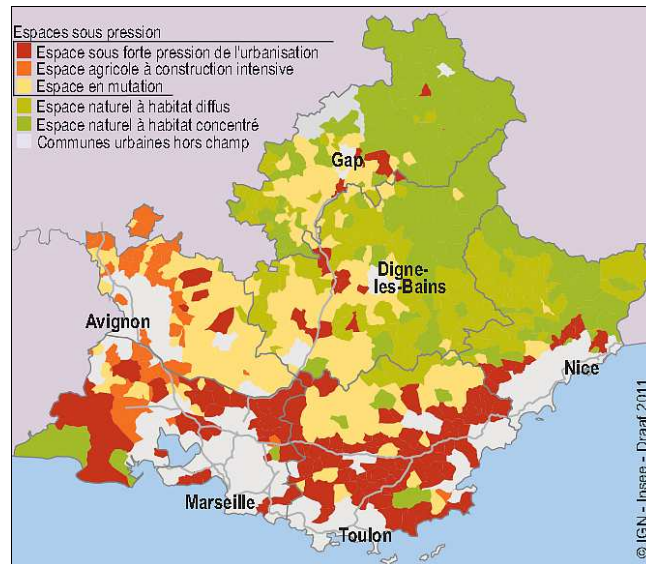 Espaces sous pression
Espace sous forte pression de l'urbanisation
Espace agricole à construction intensive
Espace en mutation
Espace naturel à habitat diffus
Espace naturel à habitat concentré
Communes urbaines hors champ
Gap
Digne-
les-Bains
Avignon
Nice
Marseille
Toulon
© IGN - Insee - Draaf 2011